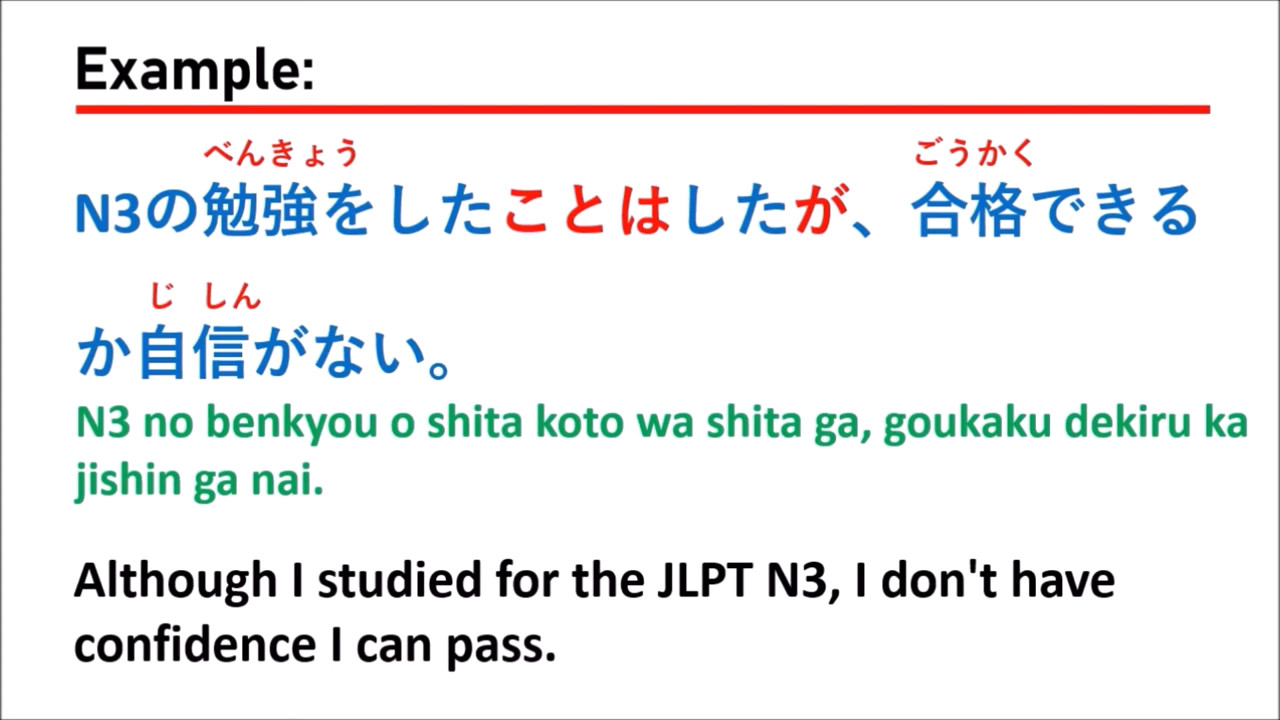 Example:
べんきょう ごうかく
N3の勉強をしたことはしたが、合格できる
じ しん
か自信がない。
N3 no benkyou o shita koto wa shita ga, goukaku dekiru ka
jishin ga nai.
Although I studied for the JLPT N3, I don't have
confidence I can pass.